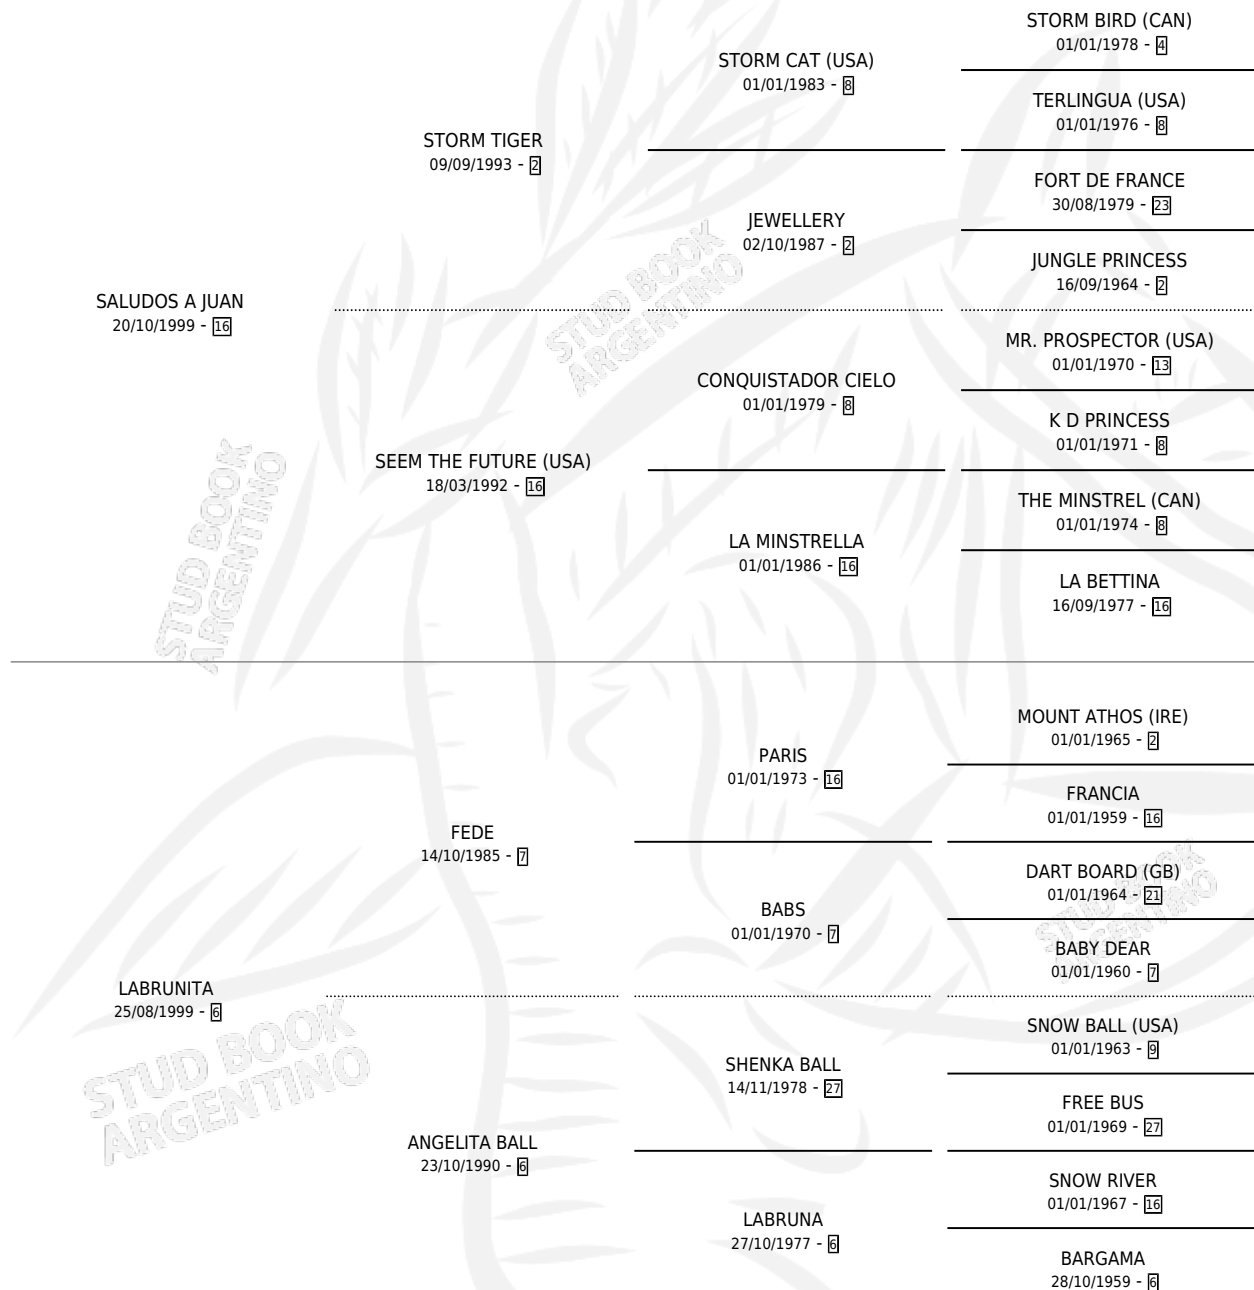 STORM BIRD (CAN)
01/01/1978 - 4
STORM CAT (USA)
01/01/1983 - 8
TERLINGUA (USA)
01/01/1976 - 8
STORM TIGER
09/09/1993 - 2
FORT DE FRANCE
30/08/1979 - 23
JEWELLERY
02/10/1987 - 2
JUNGLE PRINCESS
16/09/1964 - 2
SALUDOS A JUAN
20/10/1999 - 16
MR. PROSPECTOR (USA)
01/01/1970 - 13
CONQUISTADOR CIELO
01/01/1979 - 8
K D PRINCESS
01/01/1971 - 8
SEEM THE FUTURE (USA)
18/03/1992 - 16
THE MINSTREL (CAN)
01/01/1974 - 8
LA MINSTRELLA
01/01/1986 - 16
LA BETTINA
16/09/1977 - 16
MOUNT ATHOS (IRE)
01/01/1965 - 2
PARIS
01/01/1973 - 16
FRANCIA
01/01/1959 - 16
FEDE
14/10/1985 - 7
DART BOARD (GB)
01/01/1964 - 21
BABS
01/01/1970 - 7
BABY DEAR
01/01/1960 - 7
LABRUNITA
25/08/1999 - 6
SNOW BALL (USA)
01/01/1963 - 9
SHENKA BALL
14/11/1978 - 27
FREE BUS
01/01/1969 - 27
ANGELITA BALL
23/10/1990 - 6
SNOW RIVER
01/01/1967 - 16
LABRUNA
27/10/1977 - 6
BARGAMA
28/10/1959 - 6
STUD BOOK
ARGENTINO
STUD BOOK
ARGENTINO
STUD BOOK
ARGENTINO
STUD BOOK
ARGENTINO